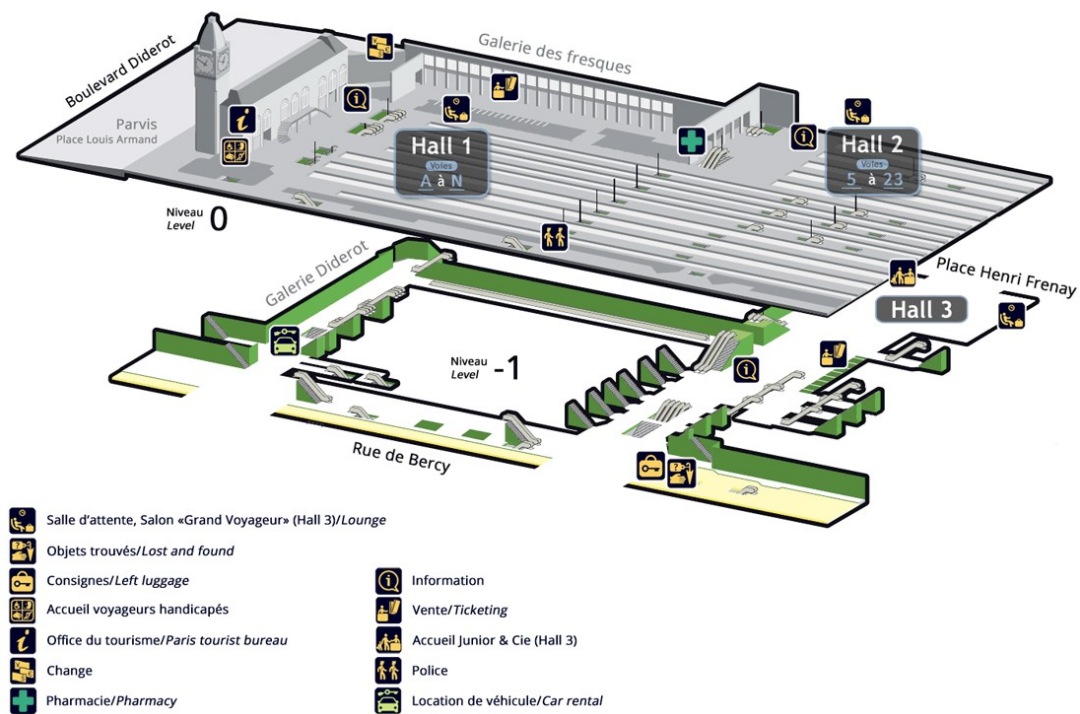 Boulevard Diderot
Galerie des fresques
Parvis
Place Louis Armand
Hall 1
Voies
A à N
Hall 2
Voies
5 à 23
Niveau
Level 0
Galerie Diderot
Place Henri Frenay
Hall 3
Niveau
Level -1
Rue de Bercy
Salle d'attente, Salon «Grand Voyageur» (Hall 3)/Lounge
Objets trouvés/Lost and found
Consignes/Left luggage
Accueil voyageurs handicapés
Office du tourisme/Paris tourist bureau
Change
Pharmacie/Pharmacy
Information
Vente/Ticketing
Accueil Junior & Cie (Hall 3)
Police
Location de véhicule/Car rental